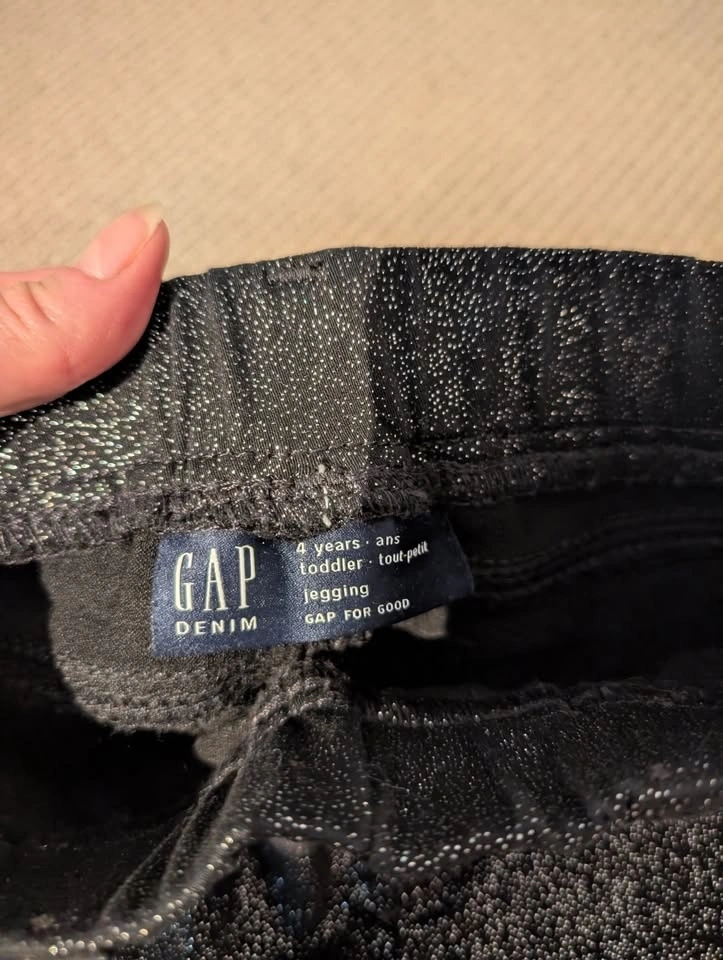 GAP
DENIM
4 years · ans
toddler · tout-petit
jegging
GAP FOR GOOD